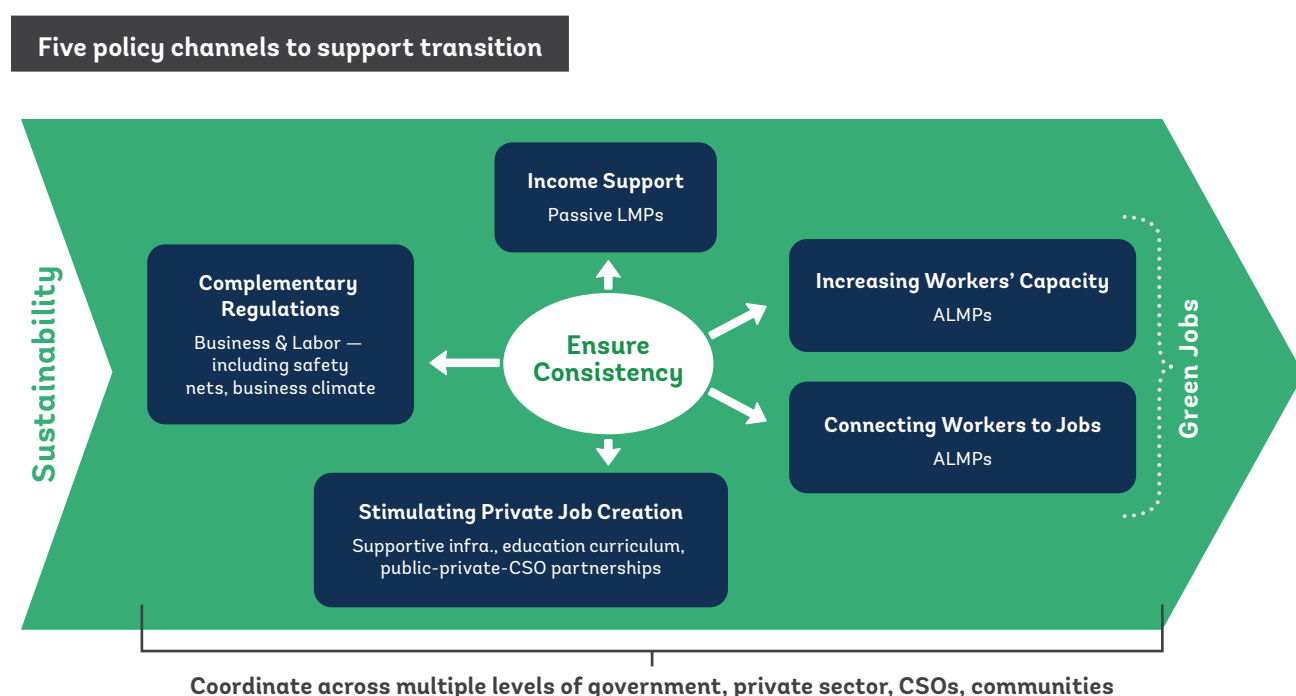 Five policy channels to support transition
Sustainability
Income Support
Passive LMPs
Complementary
Regulations
Business & Labor —
including safety
nets, business climate
Ensure
Consistency
Increasing Workers’ Capacity
ALMPs
Connecting Workers to Jobs
ALMPs
Green Jobs
Stimulating Private Job Creation
Supportive infra., education curriculum,
public-private-CSO partnerships
Coordinate across multiple levels of government, private sector, CSOs, communities